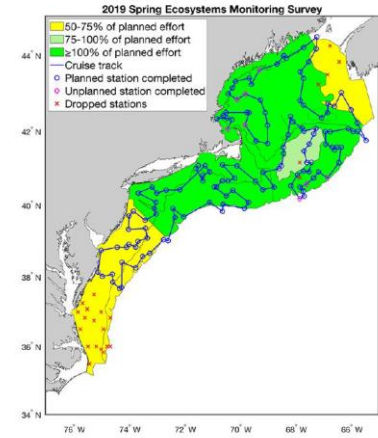 2019 Spring Ecosystems Monitoring Survey
50-75% of planned effort
75-100% of planned effort
≥100% of planned effort
Cruise track
Planned station completed
Unplanned station completed
Dropped stations
44°N
42°N
40°N
38°N
36°N
34°N
76°W
74°W
72°W
70°W
68°W
66°W